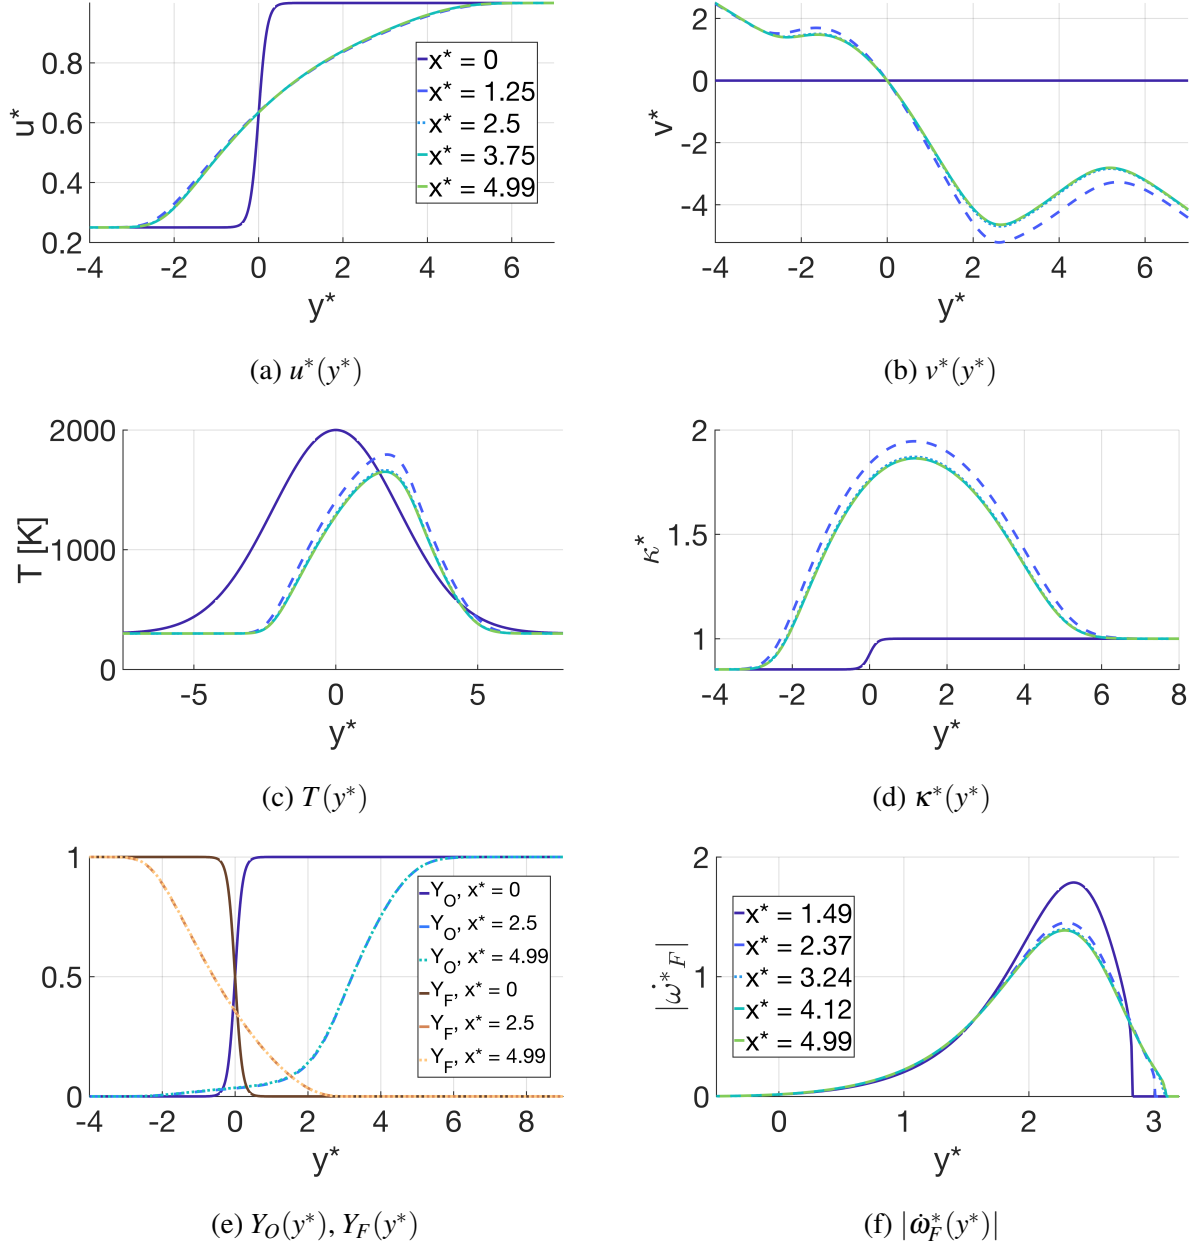 u*
0.8
0.6
0.4
0.2
x* = 0
x* = 1.25
x* = 2.5
x* = 3.75
x* = 4.99
-4 -2 0 2 4 6
y*
(a) u*(y*)
v*
2
0
-2
-4
-4 -2 0 2 4 6
y*
(b) v*(y*)
T [K]
2000
1000
0
-5 0 5
y*
(c) T(y*)
κ*
2
1.5
1
-4 -2 0 2 4 6 8
y*
(d) κ*(y*)
1
0.5
0
Y_O, x* = 0
Y_O, x* = 2.5
Y_O, x* = 4.99
Y_F, x* = 0
Y_F, x* = 2.5
Y_F, x* = 4.99
-4 -2 0 2 4 6 8
y*
(e) Y_O(y*), Y_F(y*)
|ω̇*_F|
2
1
0
x* = 1.49
x* = 2.37
x* = 3.24
x* = 4.12
x* = 4.99
0 1 2 3
y*
(f) |ω̇*_F(y*)|